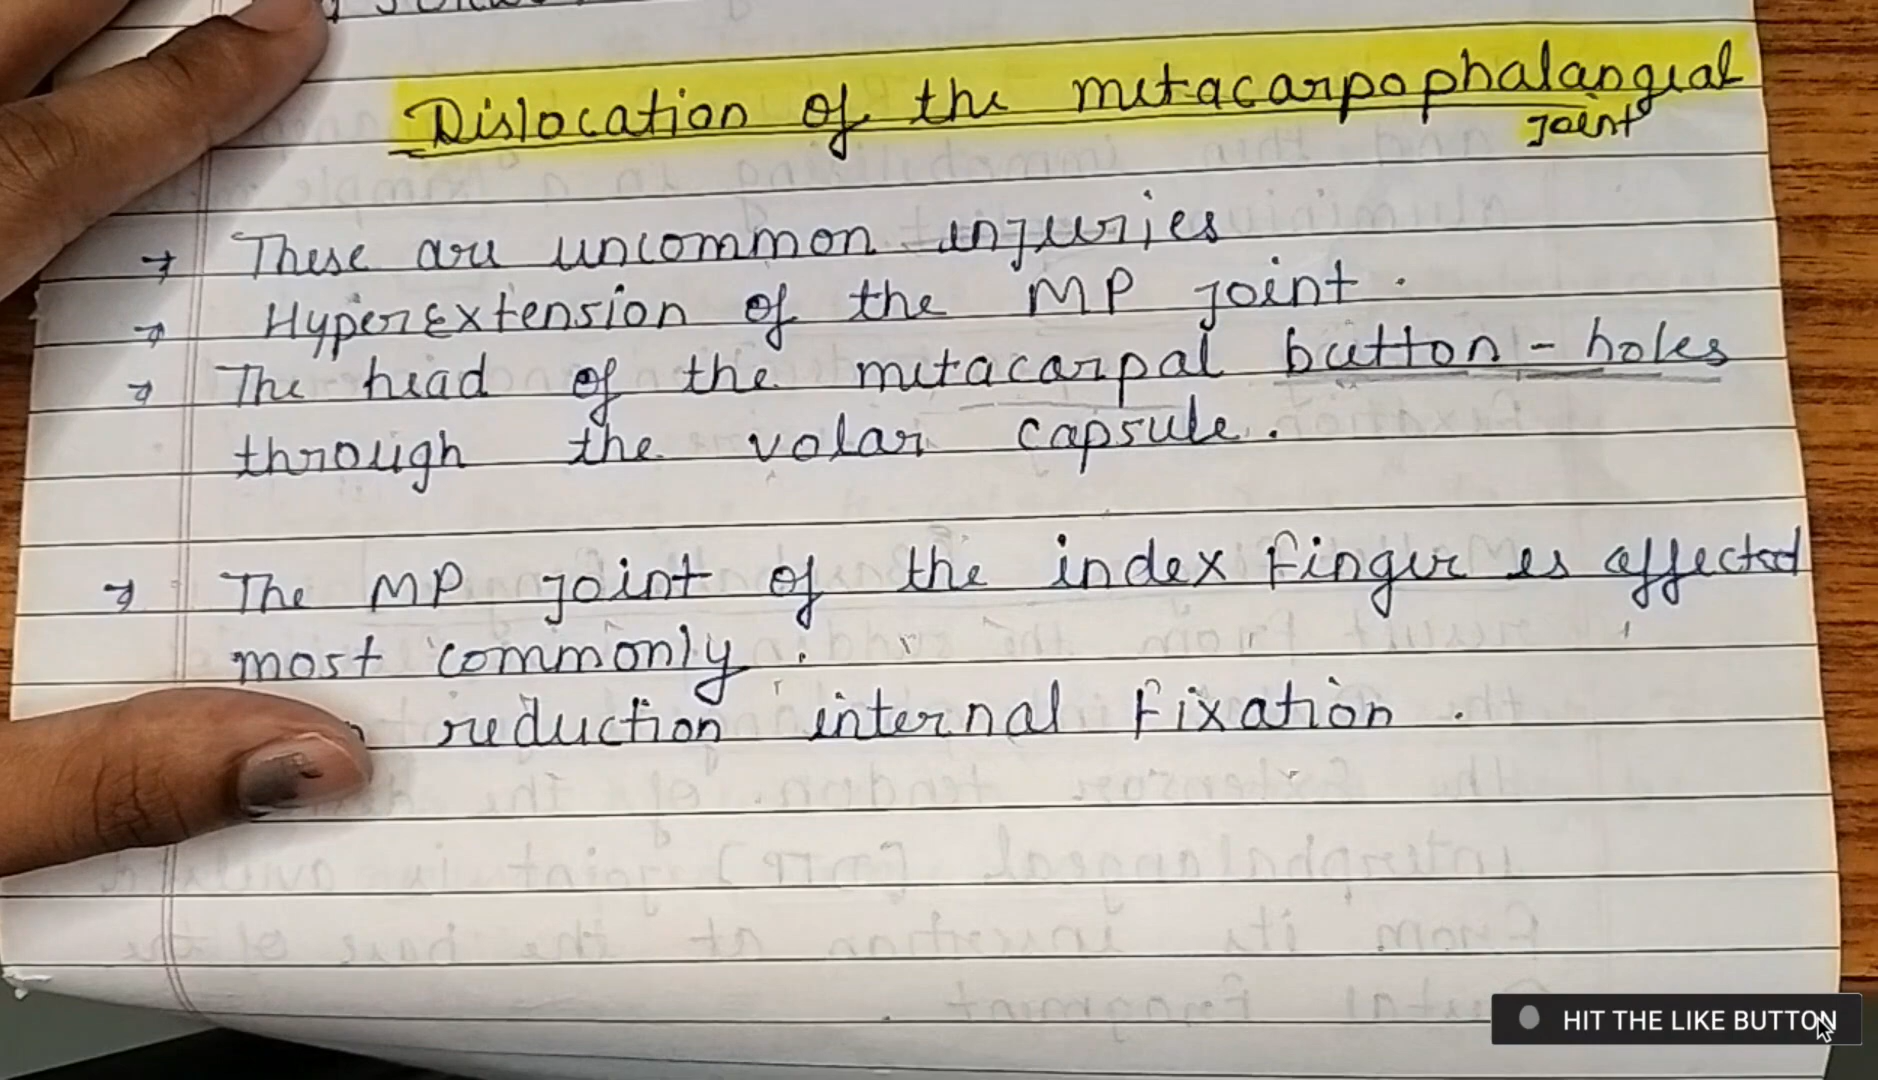 Dislocation of the metacarpophalangial
joint
→ These are uncommon injuries
→ Hyperextension of the MP joint.
→ The head of the metacarpal button-holes
through the volar capsule.
→ The MP joint of the index finger is affected
most commonly.
reduction internal fixation.
HIT THE LIKE BUTTON